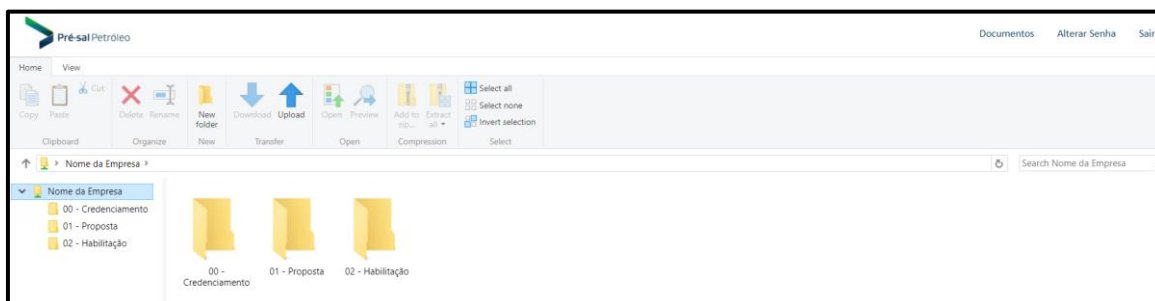 Pré-sal Petróleo
Documentos Alterar Senha Sair
Home View
Copy Paste Cut Delete Rename New folder Download Upload Open Preview Add to zip... Extract all Select all
Select none
Invert selection
Clipboard Organize New Transfer Open Compression Select
Nome da Empresa
Search Nome da Empresa
Nome da Empresa
00 - Credenciamento
01 - Proposta
02 - Habilitação
00 -
Credenciamento
01 - Proposta
02 - Habilitação